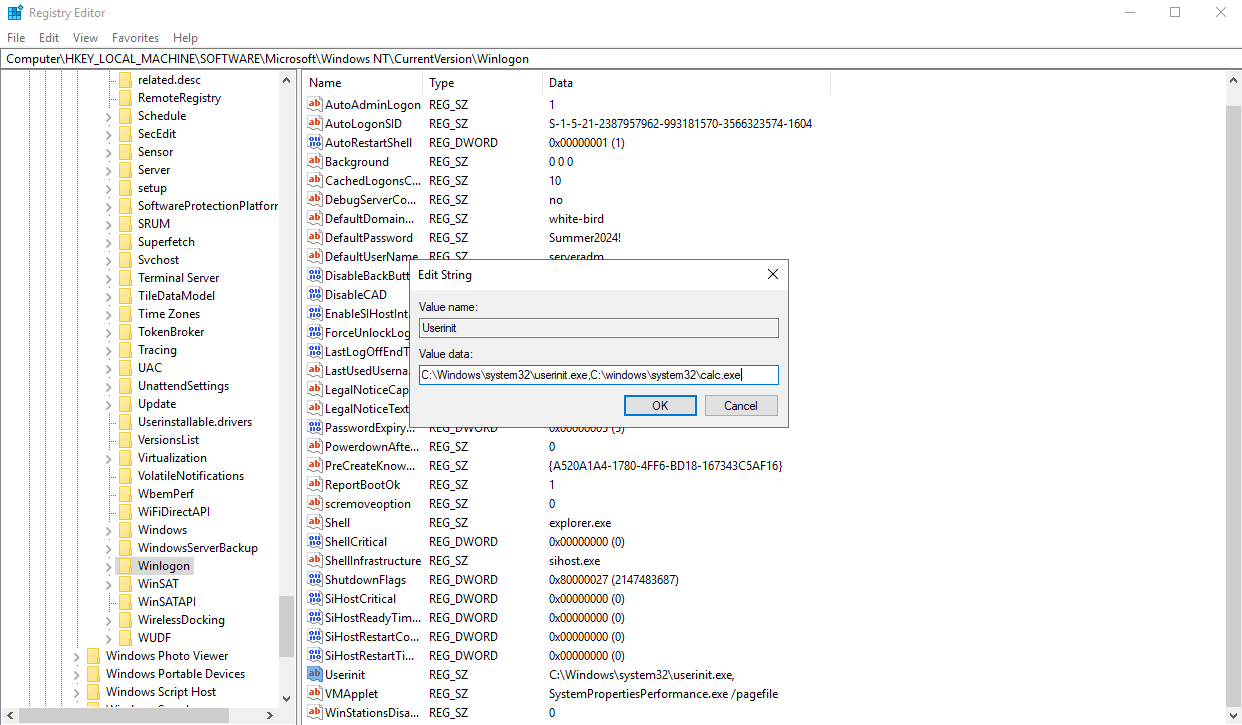 Registry Editor
File Edit View Favorites Help
Computer\HKEY_LOCAL_MACHINE\SOFTWARE\Microsoft\Windows NT\CurrentVersion\Winlogon
related.desc
RemoteRegistry
Schedule
SecEdit
Sensor
Server
setup
SoftwareProtectionPlatforr
SRUM
Superfetch
Svchost
Terminal Server
TileDataModel
Time Zones
TokenBroker
Tracing
UAC
UnattendSettings
Update
Userinstallable.drivers
VersionsList
Virtualization
VolatileNotifications
WbemPerf
WiFiDirectAPI
Windows
WindowsServerBackup
Winlogon
WinSAT
WinSATAPI
WirelessDocking
WUDF
Windows Photo Viewer
Windows Portable Devices
Windows Script Host
Name Type Data
AutoAdminLogon REG_SZ 1
AutoLogonSID REG_SZ S-1-5-21-2387957962-993181570-3566323574-1604
AutoRestartShell REG_DWORD 0x00000001 (1)
Background REG_SZ 0 0 0
CachedLogonsC... REG_SZ 10
DebugServerCo... REG_SZ no
DefaultDomain... REG_SZ white-bird
DefaultPassword REG_SZ Summer2024!
DefaultUserName REG_SZ serveradm
DisableBackButt
DisableCAD
EnableSIHostInt
ForceUnlockLog
LastLogOffEndT
LastUsedUserna
LegalNoticeCap
LegalNoticeText
PasswordExpiry... REG_DWORD 0x00000005 (5)
PowerdownAfte... REG_SZ 0
PreCreateKnow... REG_SZ {A520A1A4-1780-4FF6-BD18-167343C5AF16}
ReportBootOk REG_SZ 1
scremoveoption REG_SZ 0
Shell REG_SZ explorer.exe
ShellCritical REG_DWORD 0x00000000 (0)
ShellInfrastructure REG_SZ sihost.exe
ShutdownFlags REG_DWORD 0x80000027 (2147483687)
SiHostCritical REG_DWORD 0x00000000 (0)
SiHostReadyTim... REG_DWORD 0x00000000 (0)
SiHostRestartCo... REG_DWORD 0x00000000 (0)
SiHostRestartTi... REG_DWORD 0x00000000 (0)
Userinit REG_SZ C:\Windows\system32\userinit.exe,
VMApplet REG_SZ SystemPropertiesPerformance.exe /pagefile
WinStationsDisa... REG_SZ 0
Edit String
Value name:
Userinit
Value data:
C:\Windows\system32\userinit.exe,C:\windows\system32\calc.exe
OK Cancel